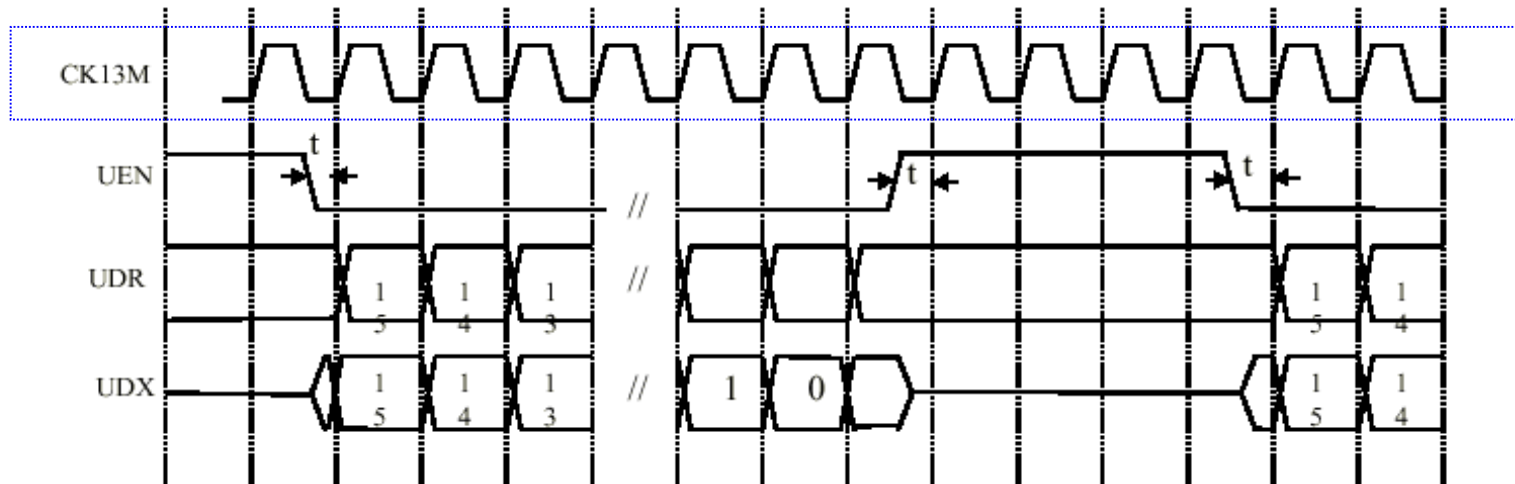 CK13M
t
UEN t t
//
UDR //
1 1 1 1 1
5 4 3 5 4
UDX // 1 0
1 1 1 1 1
5 4 3 5 4